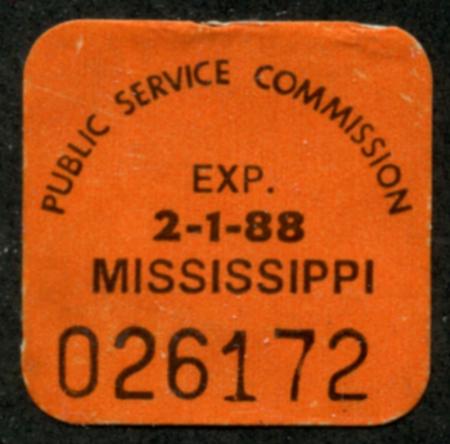 PUBLIC SERVICE COMMISSION
EXP.
2-1-88
MISSISSIPPI
026172